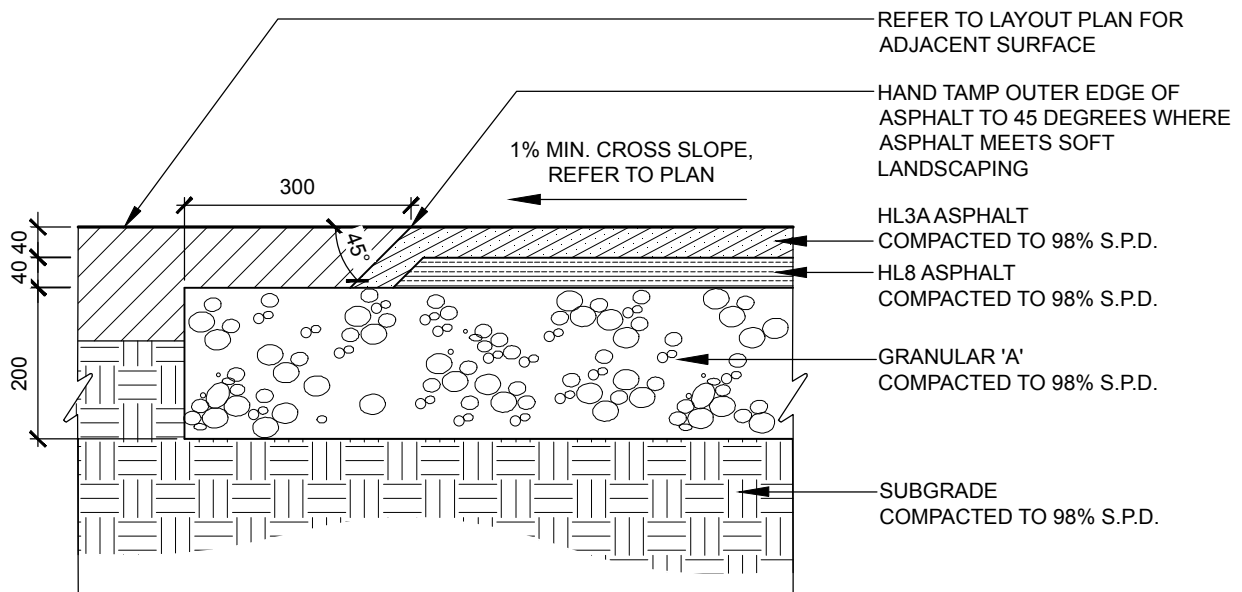 REFER TO LAYOUT PLAN FOR
ADJACENT SURFACE
HAND TAMP OUTER EDGE OF
ASPHALT TO 45 DEGREES WHERE
ASPHALT MEETS SOFT
LANDSCAPING
1% MIN. CROSS SLOPE,
REFER TO PLAN
300
40
40
200
45°
HL3A ASPHALT
COMPACTED TO 98% S.P.D.
HL8 ASPHALT
COMPACTED TO 98% S.P.D.
GRANULAR 'A'
COMPACTED TO 98% S.P.D.
SUBGRADE
COMPACTED TO 98% S.P.D.